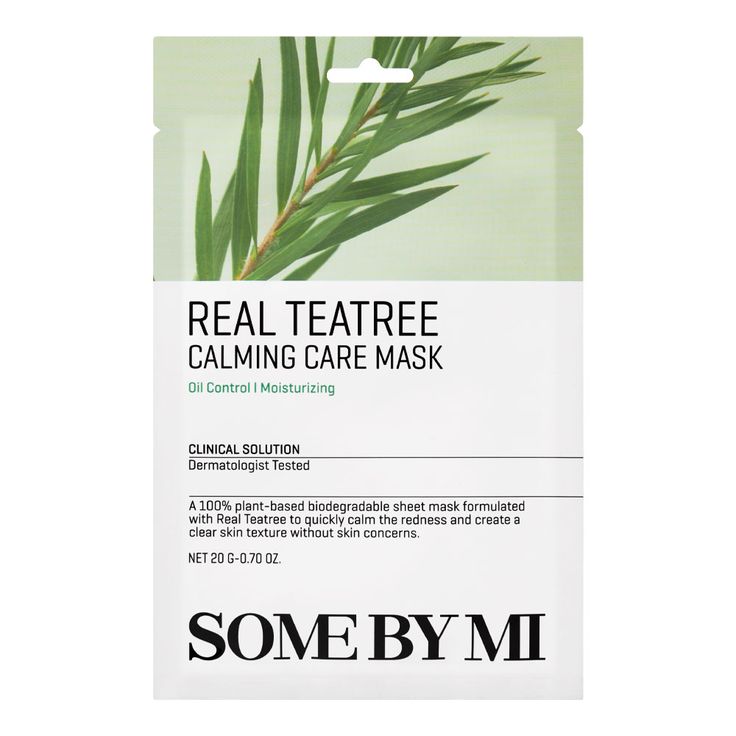 REAL TEATREE
CALMING CARE MASK
Oil Control I Moisturizing
CLINICAL SOLUTION
Dermatologist Tested
A 100% plant-based biodegradable sheet mask formulated
with Real Teatree to quickly calm the redness and create a
clear skin texture without skin concerns.
NET 20 G-0.70 OZ.
SOME BY MI